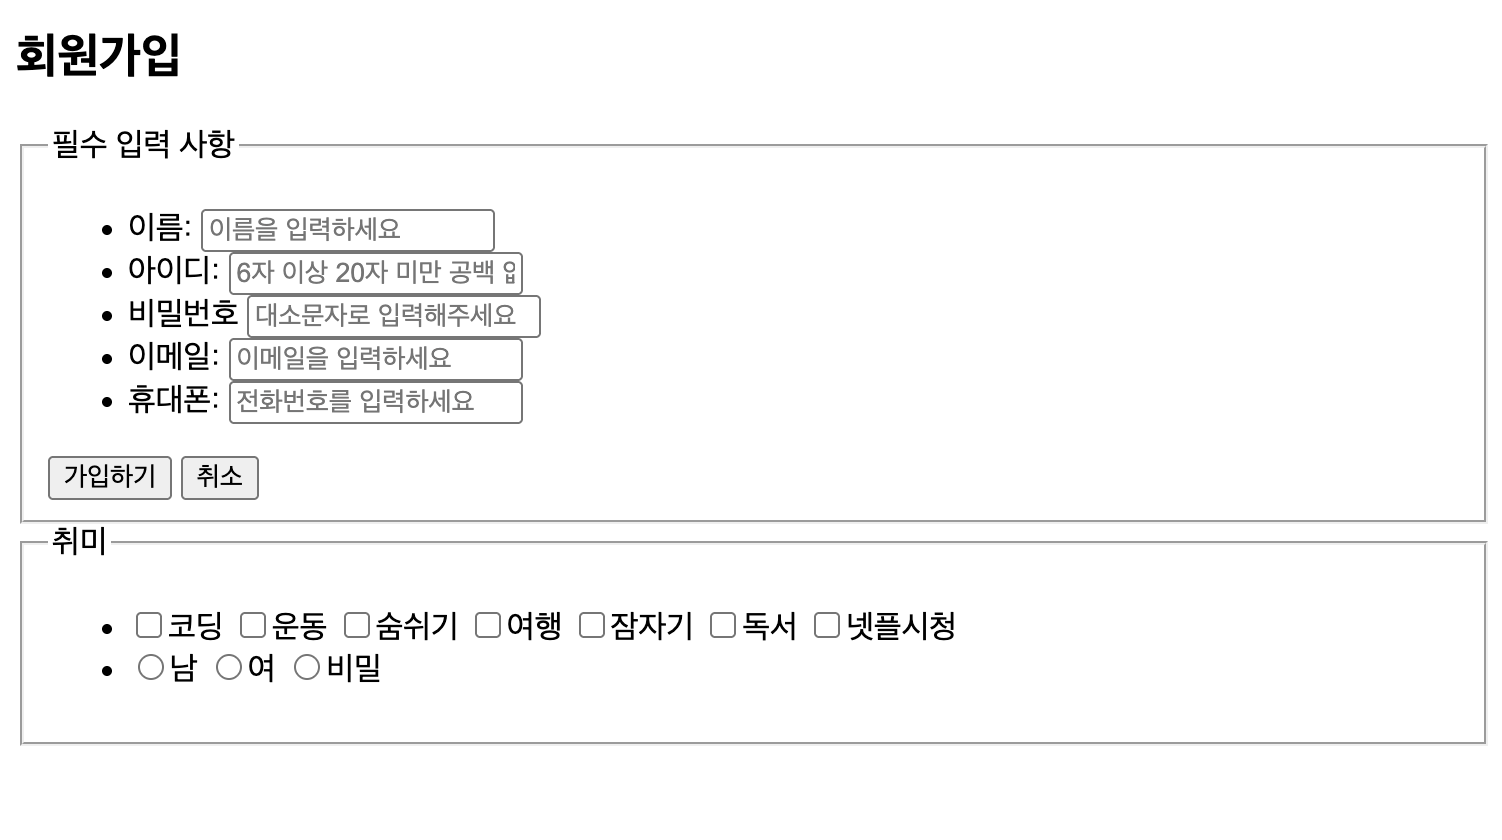 회원가입
필수 입력 사항
이름: 이름을 입력하세요
아이디: 6자 이상 20자 미만 공백 없
비밀번호 대소문자로 입력해주세요
이메일: 이메일을 입력하세요
휴대폰: 전화번호를 입력하세요
가입하기 취소
취미
코딩 운동 숨쉬기 여행 잠자기 독서 넷플시청
남 여 비밀